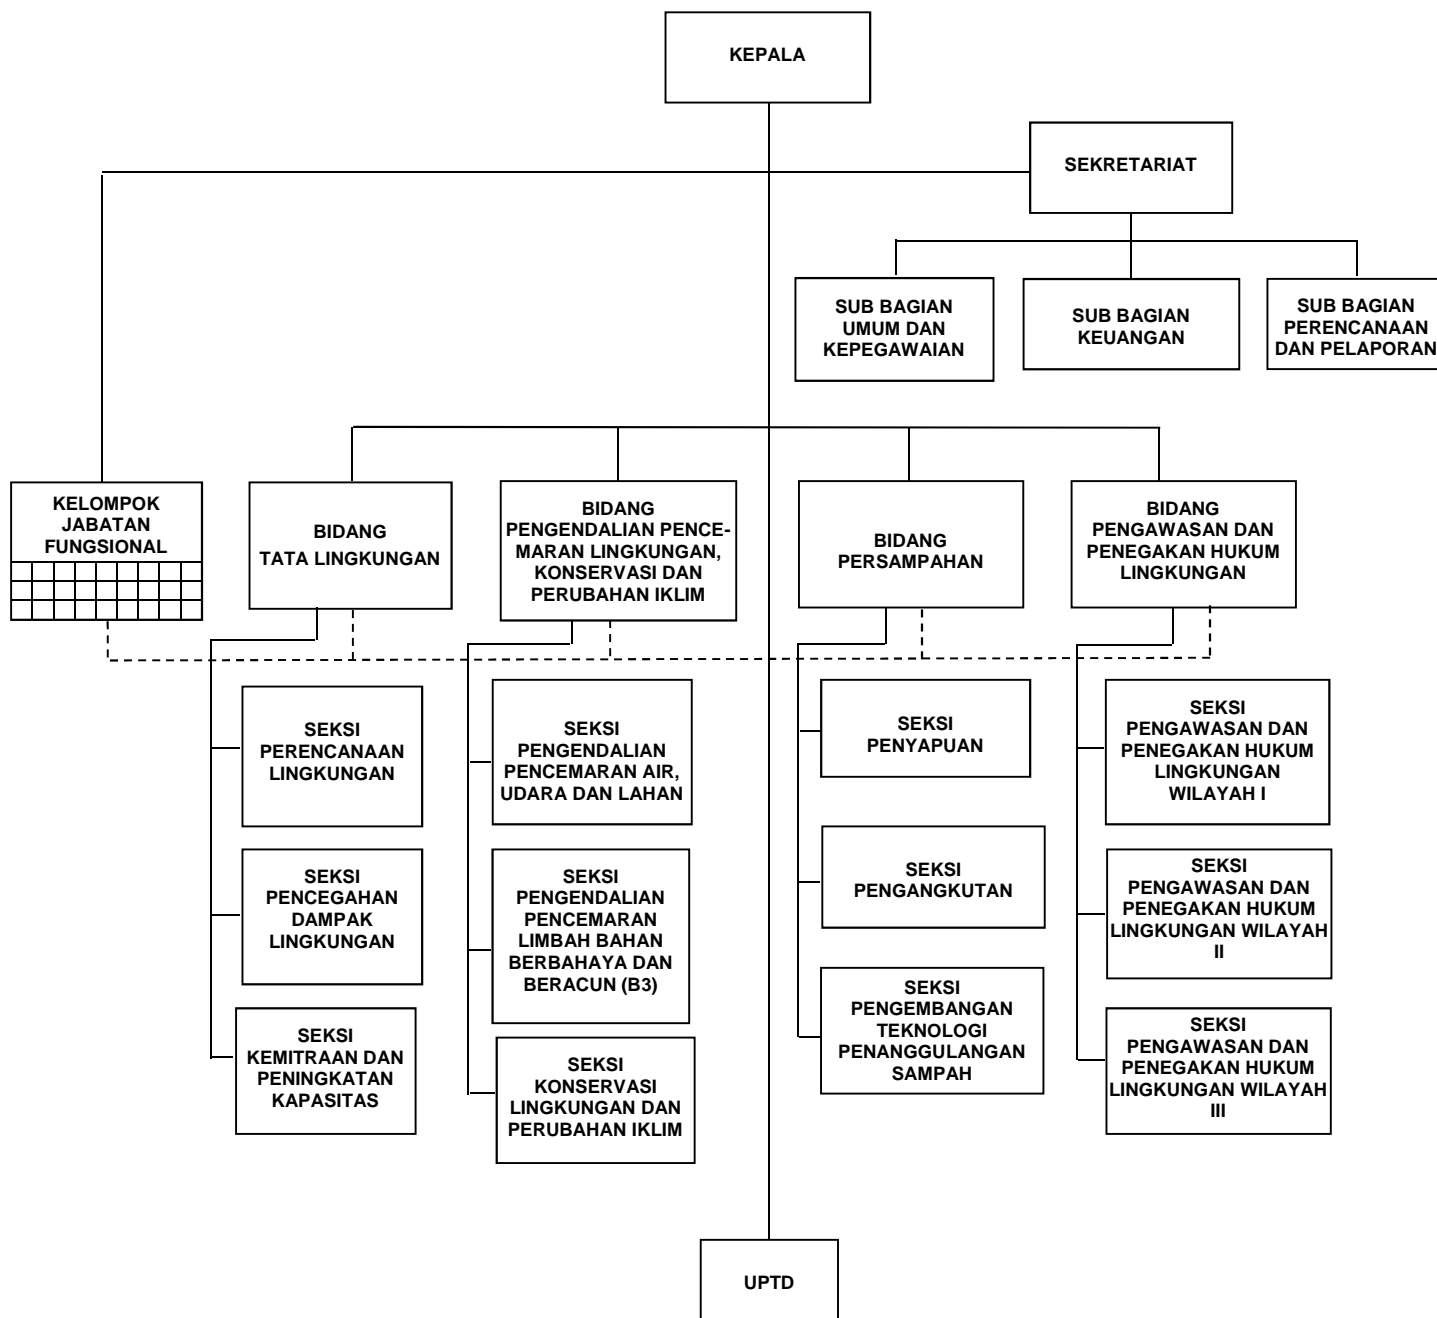 KEPALA
SEKRETARIAT
SUB BAGIAN
UMUM DAN
KEPEGAWAIAN
SUB BAGIAN
KEUANGAN
SUB BAGIAN
PERENCANAAN
DAN PELAPORAN
KELOMPOK
JABATAN
FUNGSIONAL
BIDANG
TATA LINGKUNGAN
BIDANG
PENGENDALIAN PENCE-
MARAN LINGKUNGAN,
KONSERVASI DAN
PERUBAHAN IKLIM
BIDANG
PERSAMPAHAN
BIDANG
PENGAWASAN DAN
PENEGAKAN HUKUM
LINGKUNGAN
SEKSI
PERENCANAAN
LINGKUNGAN
SEKSI
PENGENDALIAN
PENCEMARAN AIR,
UDARA DAN LAHAN
SEKSI
PENYAPUAN
SEKSI
PENGAWASAN DAN
PENEGAKAN HUKUM
LINGKUNGAN
WILAYAH I
SEKSI
PENCEGAHAN
DAMPAK
LINGKUNGAN
SEKSI
PENGENDALIAN
PENCEMARAN
LIMBAH BAHAN
BERBAHAYA DAN
BERACUN (B3)
SEKSI
PENGANGKUTAN
SEKSI
PENGAWASAN DAN
PENEGAKAN HUKUM
LINGKUNGAN WILAYAH
II
SEKSI
KEMITRAAN DAN
PENINGKATAN
KAPASITAS
SEKSI
KONSERVASI
LINGKUNGAN DAN
PERUBAHAN IKLIM
SEKSI
PENGEMBANGAN
TEKNOLOGI
PENANGGULANGAN
SAMPAH
SEKSI
PENGAWASAN DAN
PENEGAKAN HUKUM
LINGKUNGAN WILAYAH
III
UPTD